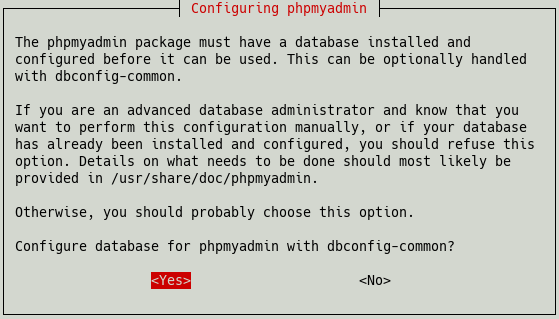 Configuring phpmyadmin
The phpmyadmin package must have a database installed and
configured before it can be used. This can be optionally handled
with dbconfig-common.
If you are an advanced database administrator and know that you
want to perform this configuration manually, or if your database
has already been installed and configured, you should refuse this
option. Details on what needs to be done should most likely be
provided in /usr/share/doc/phpmyadmin.
Otherwise, you should probably choose this option.
Configure database for phpmyadmin with dbconfig-common?
<Yes> <No>